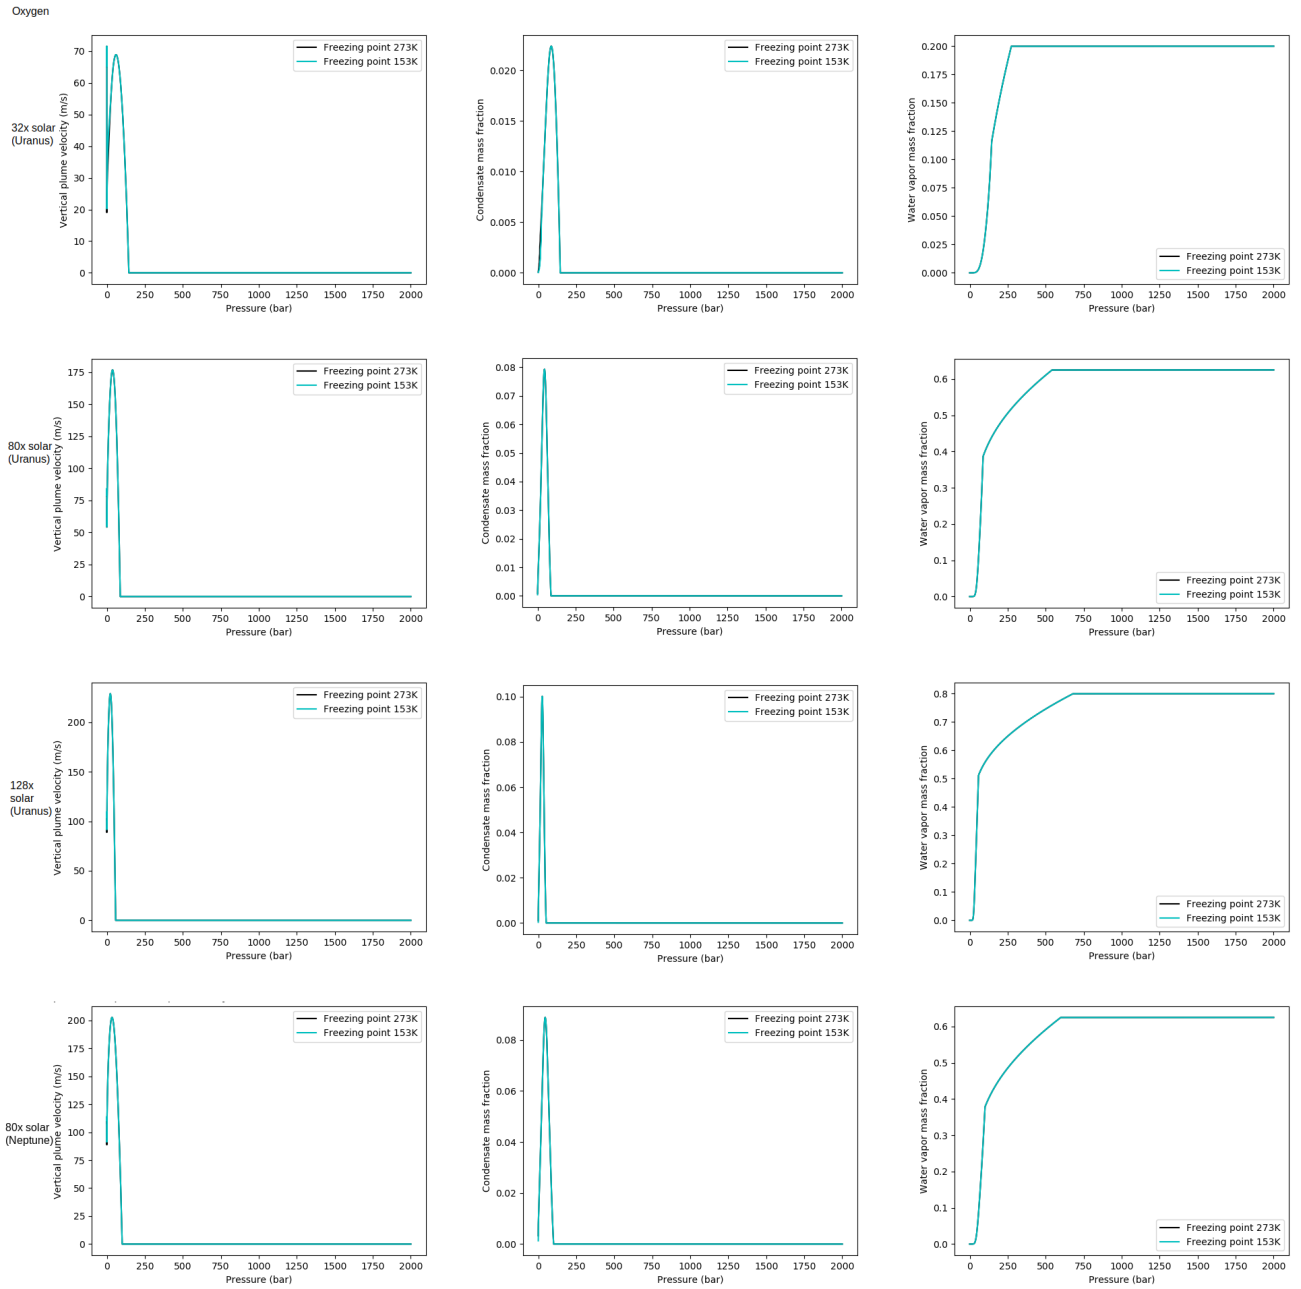 Oxygen
32x solar
(Uranus)
Vertical plume velocity (m/s)
70
60
50
40
30
20
10
0
Freezing point 273K
Freezing point 153K
0 250 500 750 1000 1250 1500 1750 2000
Pressure (bar)
Condensate mass fraction
0.020
0.015
0.010
0.005
0.000
Freezing point 273K
Freezing point 153K
0 250 500 750 1000 1250 1500 1750 2000
Pressure (bar)
Water vapor mass fraction
0.200
0.175
0.150
0.125
0.100
0.075
0.050
0.025
0.000
Freezing point 273K
Freezing point 153K
0 250 500 750 1000 1250 1500 1750 2000
Pressure (bar)
80x solar
(Uranus)
Vertical plume velocity (m/s)
175
150
125
100
75
50
25
0
Freezing point 273K
Freezing point 153K
0 250 500 750 1000 1250 1500 1750 2000
Pressure (bar)
Condensate mass fraction
0.08
0.07
0.06
0.05
0.04
0.03
0.02
0.01
0.00
Freezing point 273K
Freezing point 153K
0 250 500 750 1000 1250 1500 1750 2000
Pressure (bar)
Water vapor mass fraction
0.6
0.5
0.4
0.3
0.2
0.1
0.0
Freezing point 273K
Freezing point 153K
0 250 500 750 1000 1250 1500 1750 2000
Pressure (bar)
128x
solar
(Uranus)
Vertical plume velocity (m/s)
200
150
100
50
0
Freezing point 273K
Freezing point 153K
0 250 500 750 1000 1250 1500 1750 2000
Pressure (bar)
Condensate mass fraction
0.10
0.08
0.06
0.04
0.02
0.00
Freezing point 273K
Freezing point 153K
0 250 500 750 1000 1250 1500 1750 2000
Pressure (bar)
Water vapor mass fraction
0.8
0.7
0.6
0.5
0.4
0.3
0.2
0.1
0.0
Freezing point 273K
Freezing point 153K
0 250 500 750 1000 1250 1500 1750 2000
Pressure (bar)
80x solar
(Neptune)
Vertical plume velocity (m/s)
200
175
150
125
100
75
50
25
0
Freezing point 273K
Freezing point 153K
0 250 500 750 1000 1250 1500 1750 2000
Pressure (bar)
Condensate mass fraction
0.08
0.06
0.04
0.02
0.00
Freezing point 273K
Freezing point 153K
0 250 500 750 1000 1250 1500 1750 2000
Pressure (bar)
Water vapor mass fraction
0.6
0.5
0.4
0.3
0.2
0.1
0.0
Freezing point 273K
Freezing point 153K
0 250 500 750 1000 1250 1500 1750 2000
Pressure (bar)